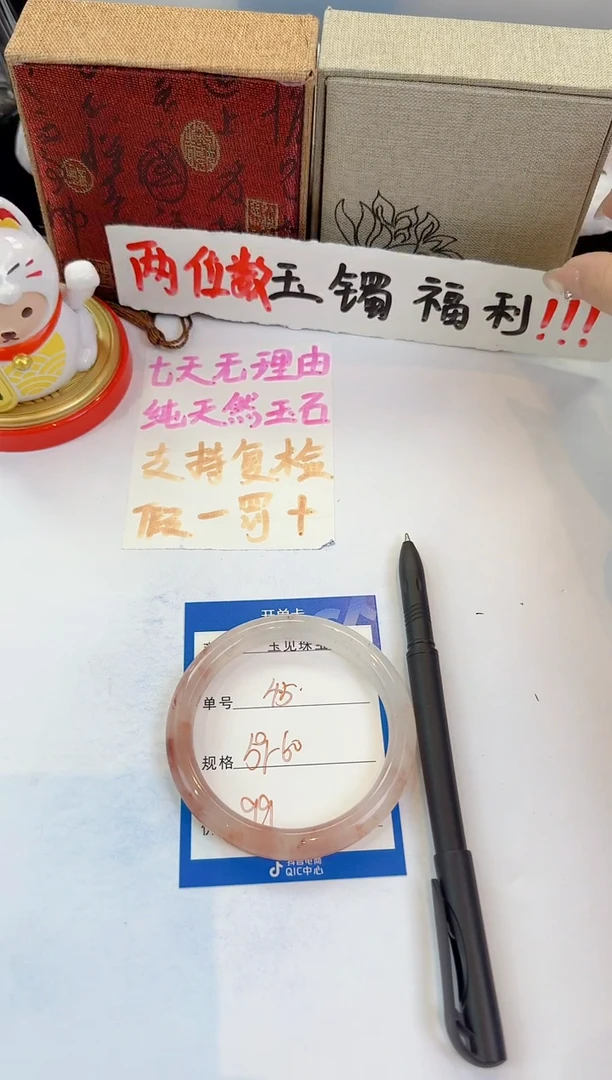 两位数玉镯福利!!!
七天无理由
纯天然玉石
支持复检
假一罚十
开单卡
玉见珠宝
单号 45.
规格 59-60
99
抖音电商
QIC中心